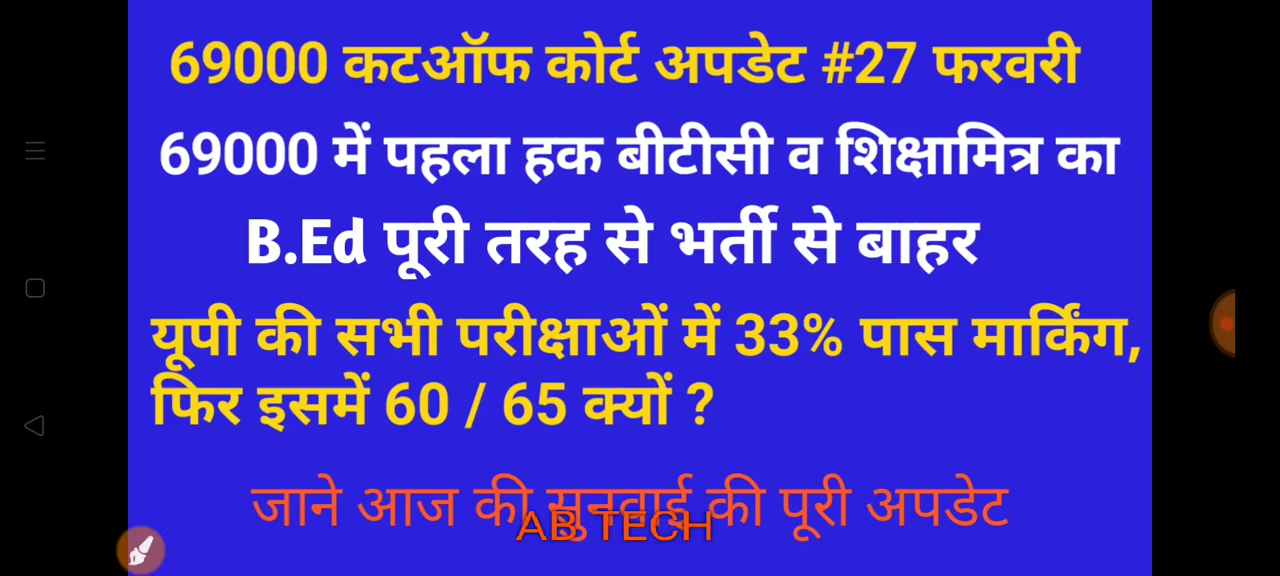 69000 कटऑफ कोर्ट अपडेट #27 फरवरी
69000 में पहला हक बीटीसी व शिक्षामित्र का
B.Ed पूरी तरह से भर्ती से बाहर
यूपी की सभी परीक्षाओं में 33% पास मार्किंग,
फिर इसमें 60 / 65 क्यों ?
जाने आज की सुनवाई की पूरी अपडेट
AB TECH